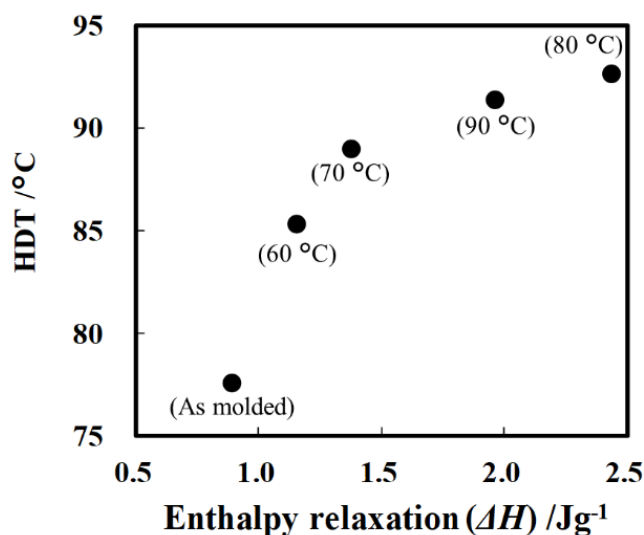 95
(80 °C)
90
(90 °C)
(70 °C)
HDT /°C
85
(60 °C)
80
(As molded)
75
0.5 1.0 1.5 2.0 2.5
Enthalpy relaxation (ΔH) /Jg⁻¹